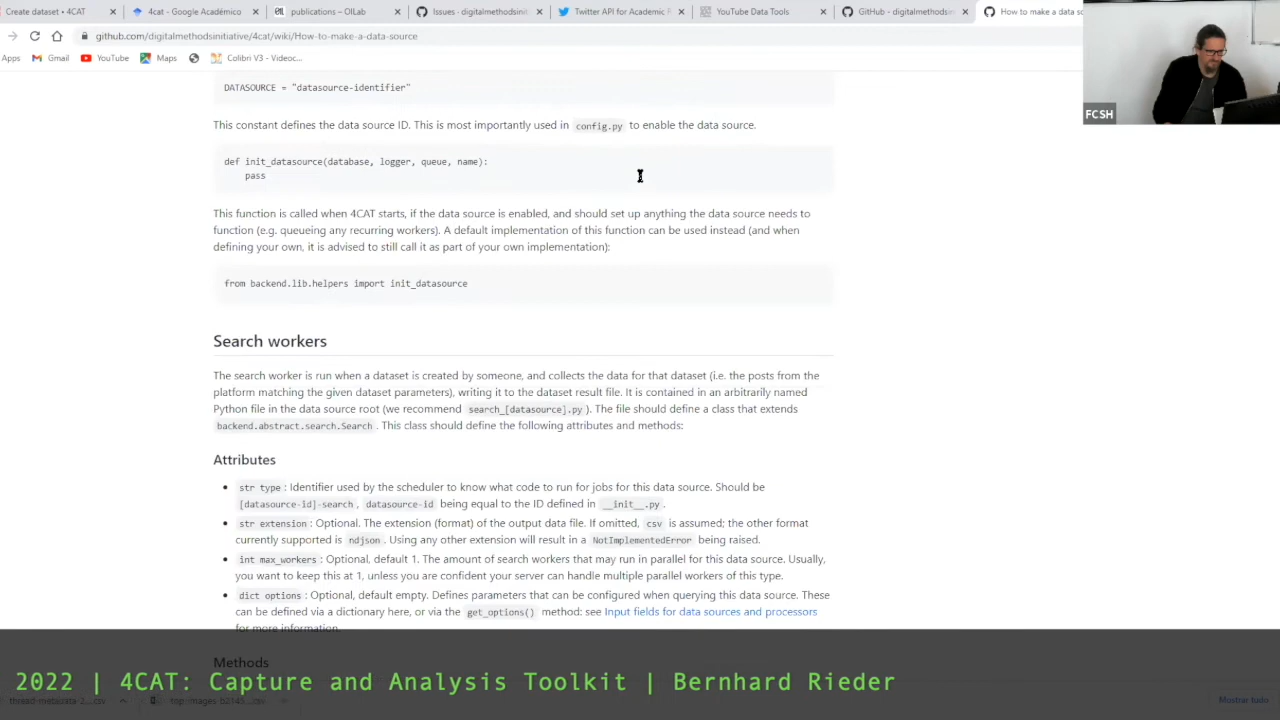 Create dataset • 4CAT
4cat - Google Académico
publications – OILab
Issues · digitalmethodsinit
Twitter API for Academic R
YouTube Data Tools
GitHub - digitalmethodsi
How to make a data so
github.com/digitalmethodsinitiative/4cat/wiki/How-to-make-a-data-source
Apps
Gmail
YouTube
Maps
Colibri V3 - Videoc...
DATASOURCE = "datasource-identifier"
This constant defines the data source ID. This is most importantly used in config.py to enable the data source.
def init_datasource(database, logger, queue, name):
pass
This function is called when 4CAT starts, if the data source is enabled, and should set up anything the data source needs to
function (e.g. queueing any recurring workers). A default implementation of this function can be used instead (and when
defining your own, it is advised to still call it as part of your own implementation):
from backend.lib.helpers import init_datasource
Search workers
The search worker is run when a dataset is created by someone, and collects the data for that dataset (i.e. the posts from the
platform matching the given dataset parameters), writing it to the dataset result file. It is contained in an arbitrarily named
Python file in the data source root (we recommend search_[datasource].py ). The file should define a class that extends
backend.abstract.search.Search . This class should define the following attributes and methods:
Attributes
• str type : Identifier used by the scheduler to know what code to run for jobs for this data source. Should be
[datasource-id]-search , datasource-id being equal to the ID defined in __init__.py .
• str extension : Optional. The extension (format) of the output data file. If omitted, csv is assumed; the other format
currently supported is ndjson . Using any other extension will result in a NotImplementedError being raised.
• int max_workers : Optional, default 1. The amount of search workers that may run in parallel for this data source. Usually,
you want to keep this at 1, unless you are confident your server can handle multiple parallel workers of this type.
• dict options : Optional, default empty. Defines parameters that can be configured when querying this data source. These
can be defined via a dictionary here, or via the get_options() method: see Input fields for data sources and processors
for more information.
Methods
FCSH
2022 | 4CAT: Capture and Analysis Toolkit | Bernhard Rieder
thread-metadata-2....csv
Mostrar tudo